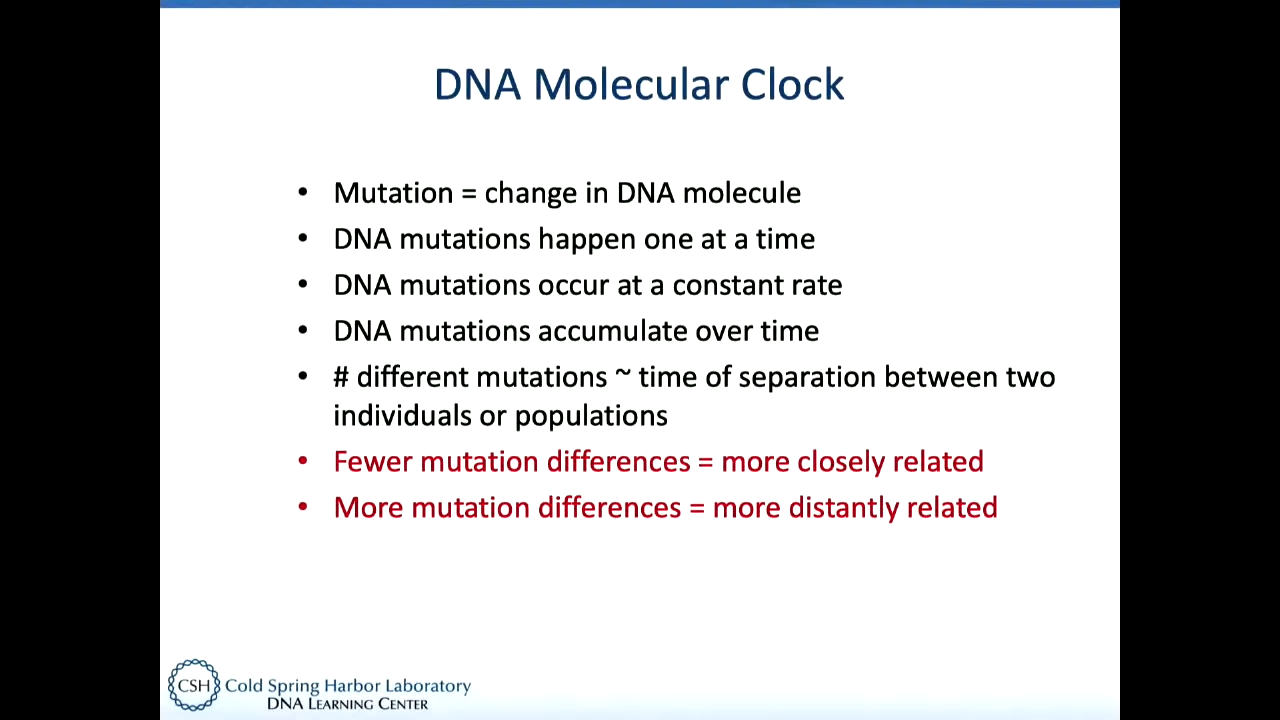 DNA Molecular Clock
• Mutation = change in DNA molecule
• DNA mutations happen one at a time
• DNA mutations occur at a constant rate
• DNA mutations accumulate over time
• # different mutations ~ time of separation between two
individuals or populations
• Fewer mutation differences = more closely related
• More mutation differences = more distantly related
CSH Cold Spring Harbor Laboratory
DNA LEARNING CENTER